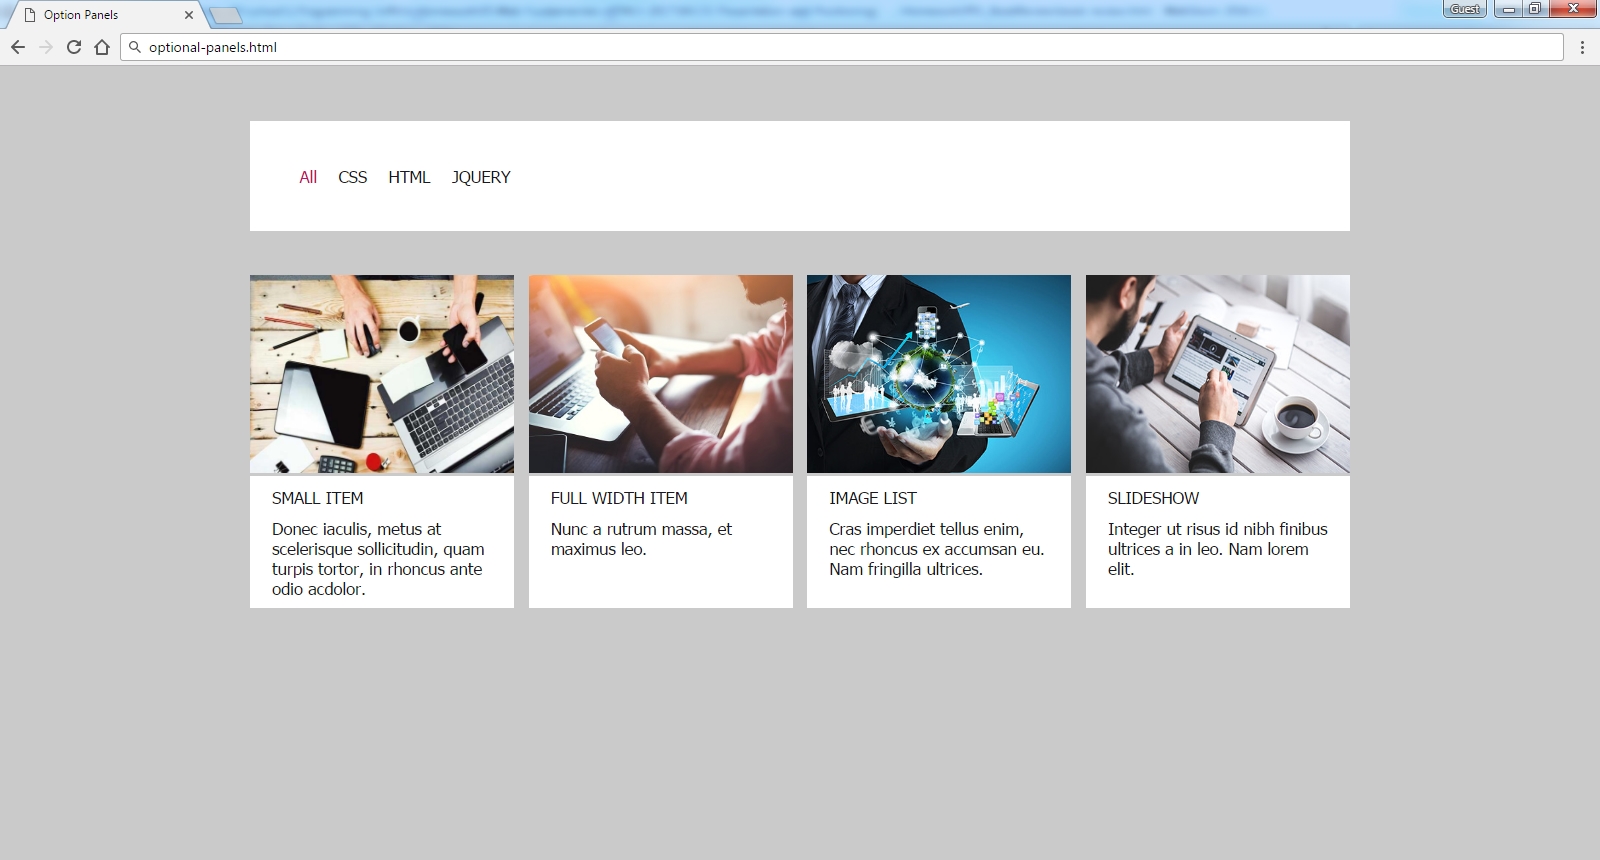 Option Panels
Guest
optional-panels.html
All CSS HTML JQUERY
SMALL ITEM
Donec iaculis, metus at
scelerisque sollicitudin, quam
turpis tortor, in rhoncus ante
odio acdolor.
FULL WIDTH ITEM
Nunc a rutrum massa, et
maximus leo.
IMAGE LIST
Cras imperdiet tellus enim,
nec rhoncus ex accumsan eu.
Nam fringilla ultrices.
SLIDESHOW
Integer ut risus id nibh finibus
ultrices a in leo. Nam lorem
elit.